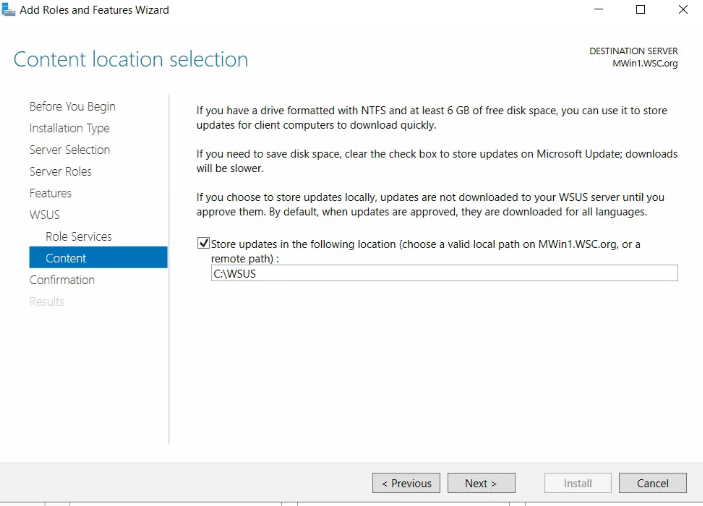 Add Roles and Features Wizard
Content location selection
DESTINATION SERVER
MWin1.WSC.org
Before You Begin
Installation Type
Server Selection
Server Roles
Features
WSUS
Role Services
Content
Confirmation
Results
If you have a drive formatted with NTFS and at least 6 GB of free disk space, you can use it to store
updates for client computers to download quickly.
If you need to save disk space, clear the check box to store updates on Microsoft Update; downloads
will be slower.
If you choose to store updates locally, updates are not downloaded to your WSUS server until you
approve them. By default, when updates are approved, they are downloaded for all languages.
Store updates in the following location (choose a valid local path on MWin1.WSC.org, or a
remote path) :
C:\WSUS
< Previous
Next >
Install
Cancel